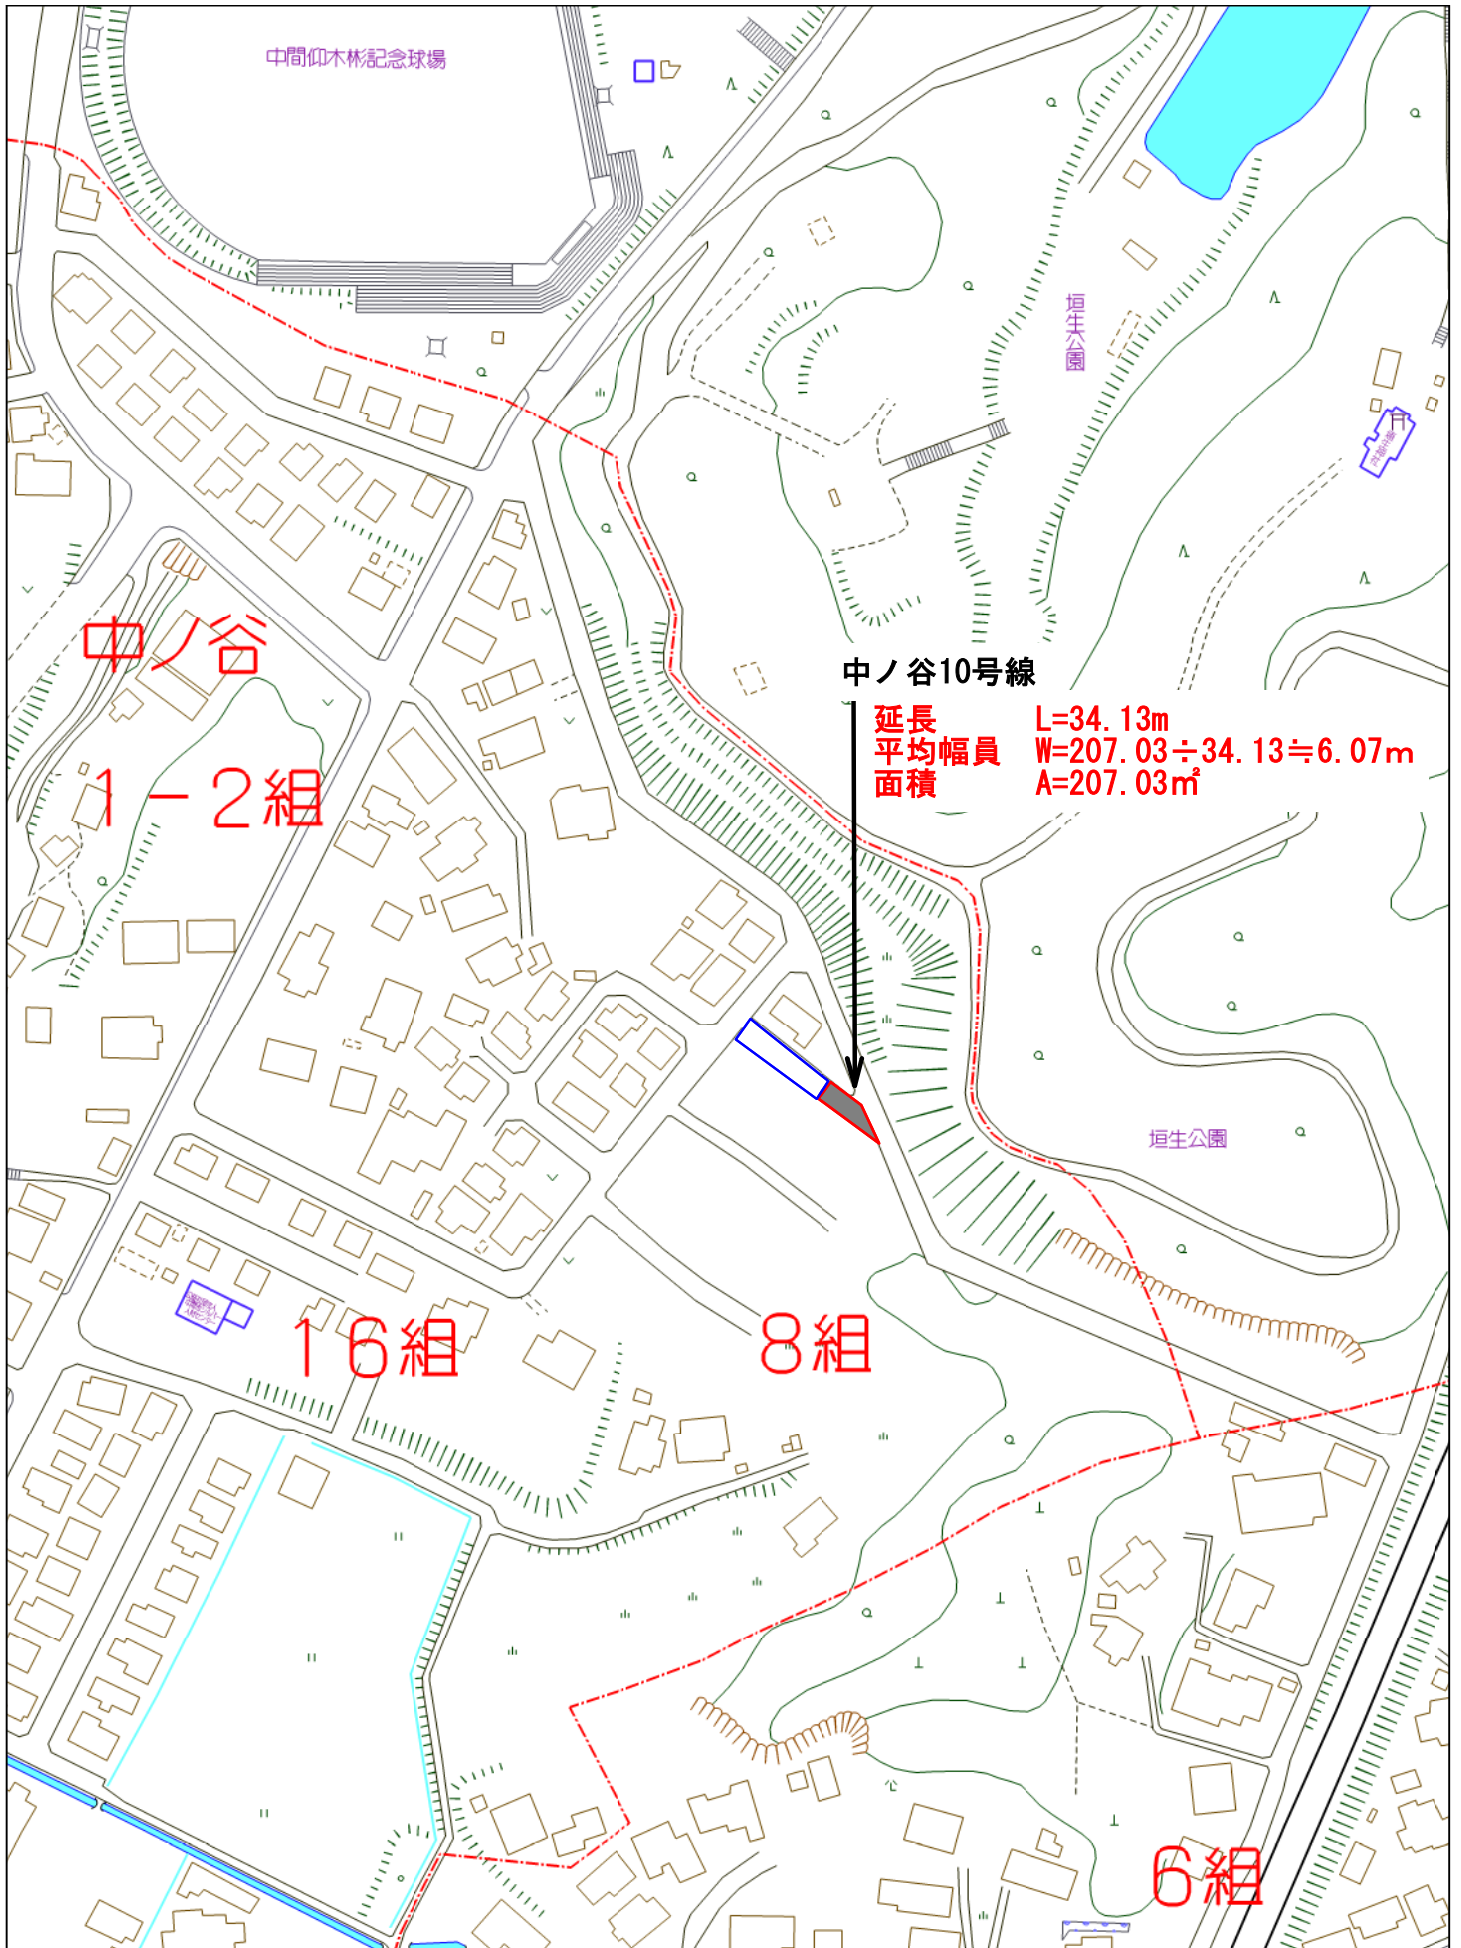 中間仰木彬記念球場
垣生公園
中ノ谷
中ノ谷10号線
延長 L=34.13m
平均幅員 W=207.03÷34.13≒6.07m
面積 A=207.03㎡
1-2組
垣生公園
16組
8組
6組